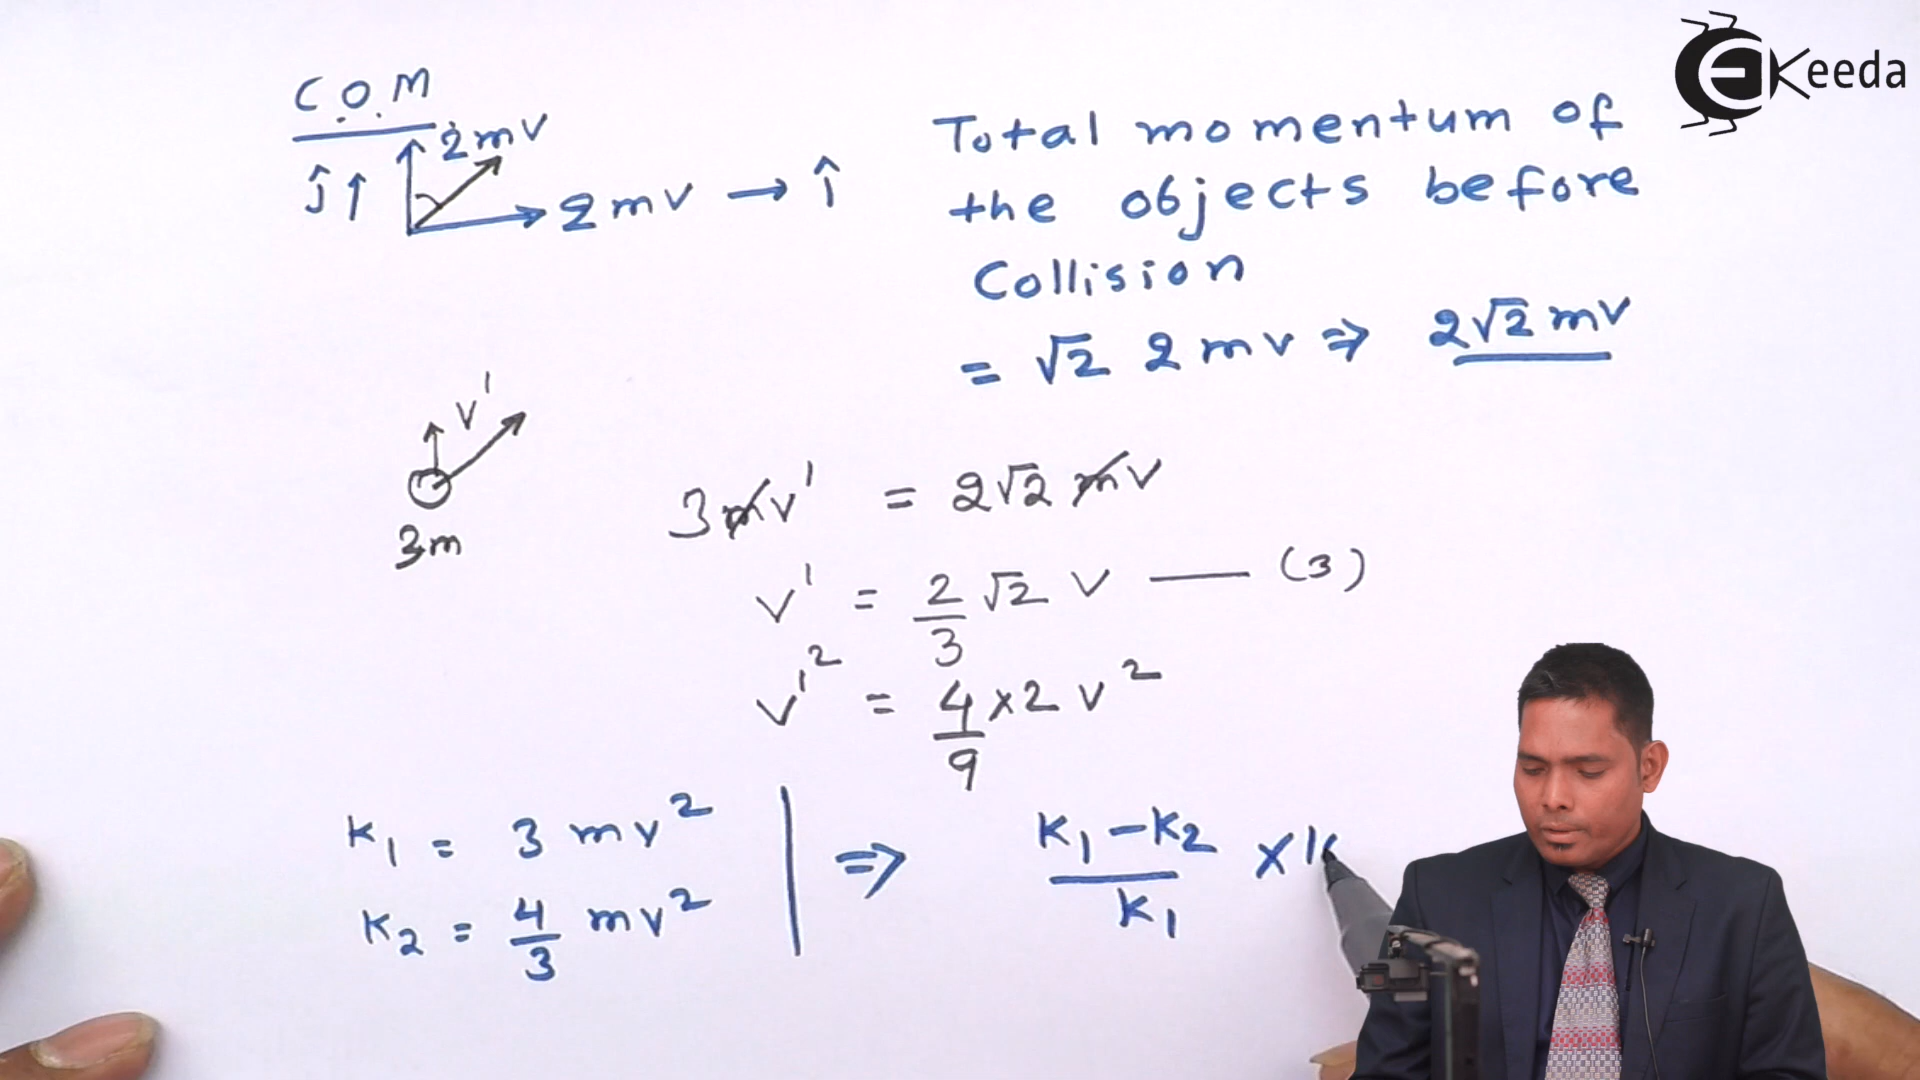 C.O.M
2mv
ĵ↑
2mv → î
Total momentum of
the objects before
Collision
= √2 2mv ⇒ 2√2 mv
v'
3m
3mv' = 2√2 mv
v' = 2/3 √2 v —— (3)
v'² = 4/9 ×2 v²
K₁ = 3 mv²
K₂ = 4/3 mv²
⇒ K₁-K₂/K₁ ×
Keeda